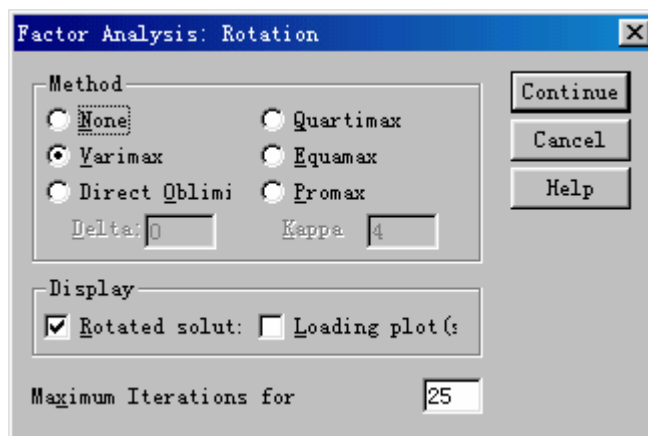 Factor Analysis: Rotation
Method
None
Quartimax
Varimax
Equamax
Direct Oblimi
Promax
Delta: 0
Kappa 4
Display
Rotated solut:
Loading plot(s
Maximum Iterations for 25
Continue
Cancel
Help